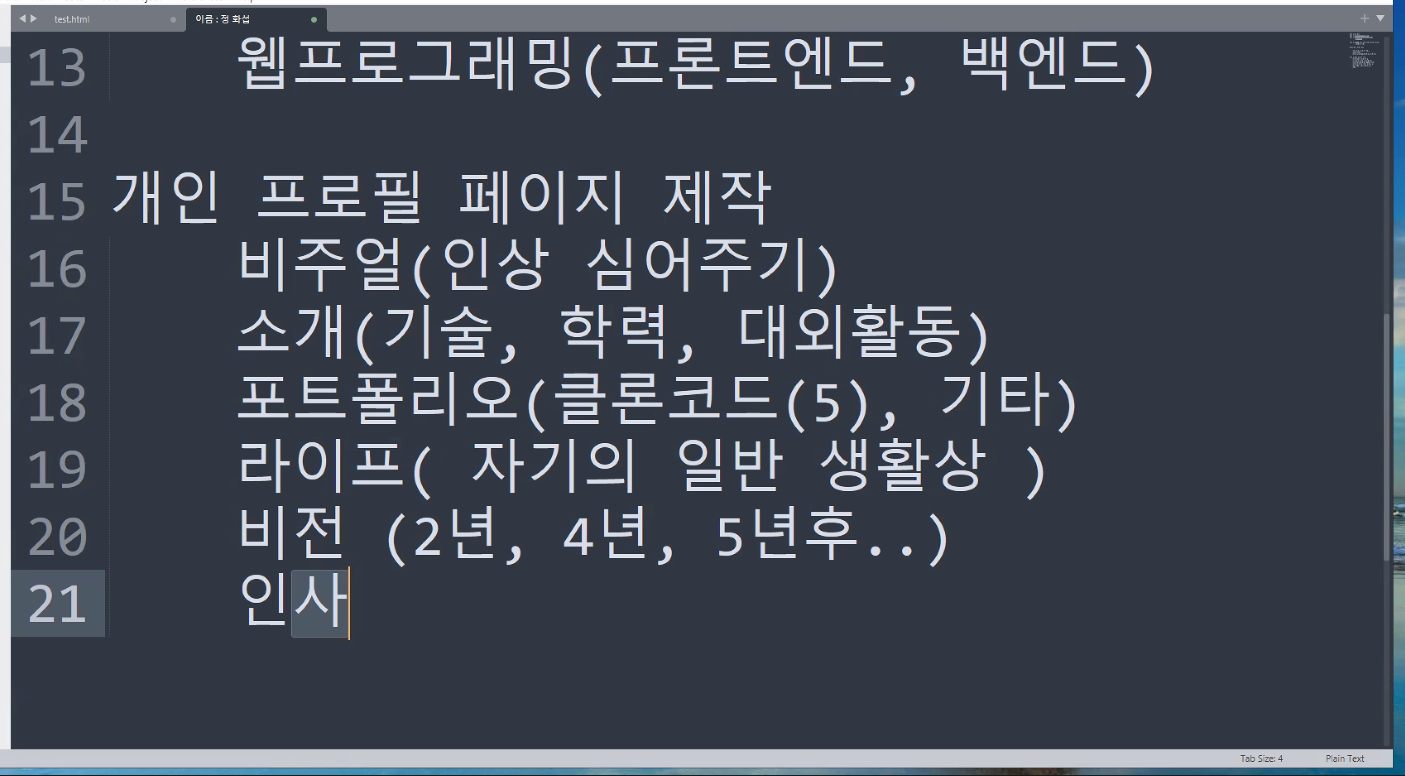 test.html
이름 : 정 화섭
13 웹프로그래밍(프론트엔드, 백엔드)
14
15 개인 프로필 페이지 제작
16 비주얼(인상 심어주기)
17 소개(기술, 학력, 대외활동)
18 포트폴리오(클론코드(5), 기타)
19 라이프( 자기의 일반 생활상 )
20 비전 (2년, 4년, 5년후..)
21 인사
Tab Size: 4 Plain Text